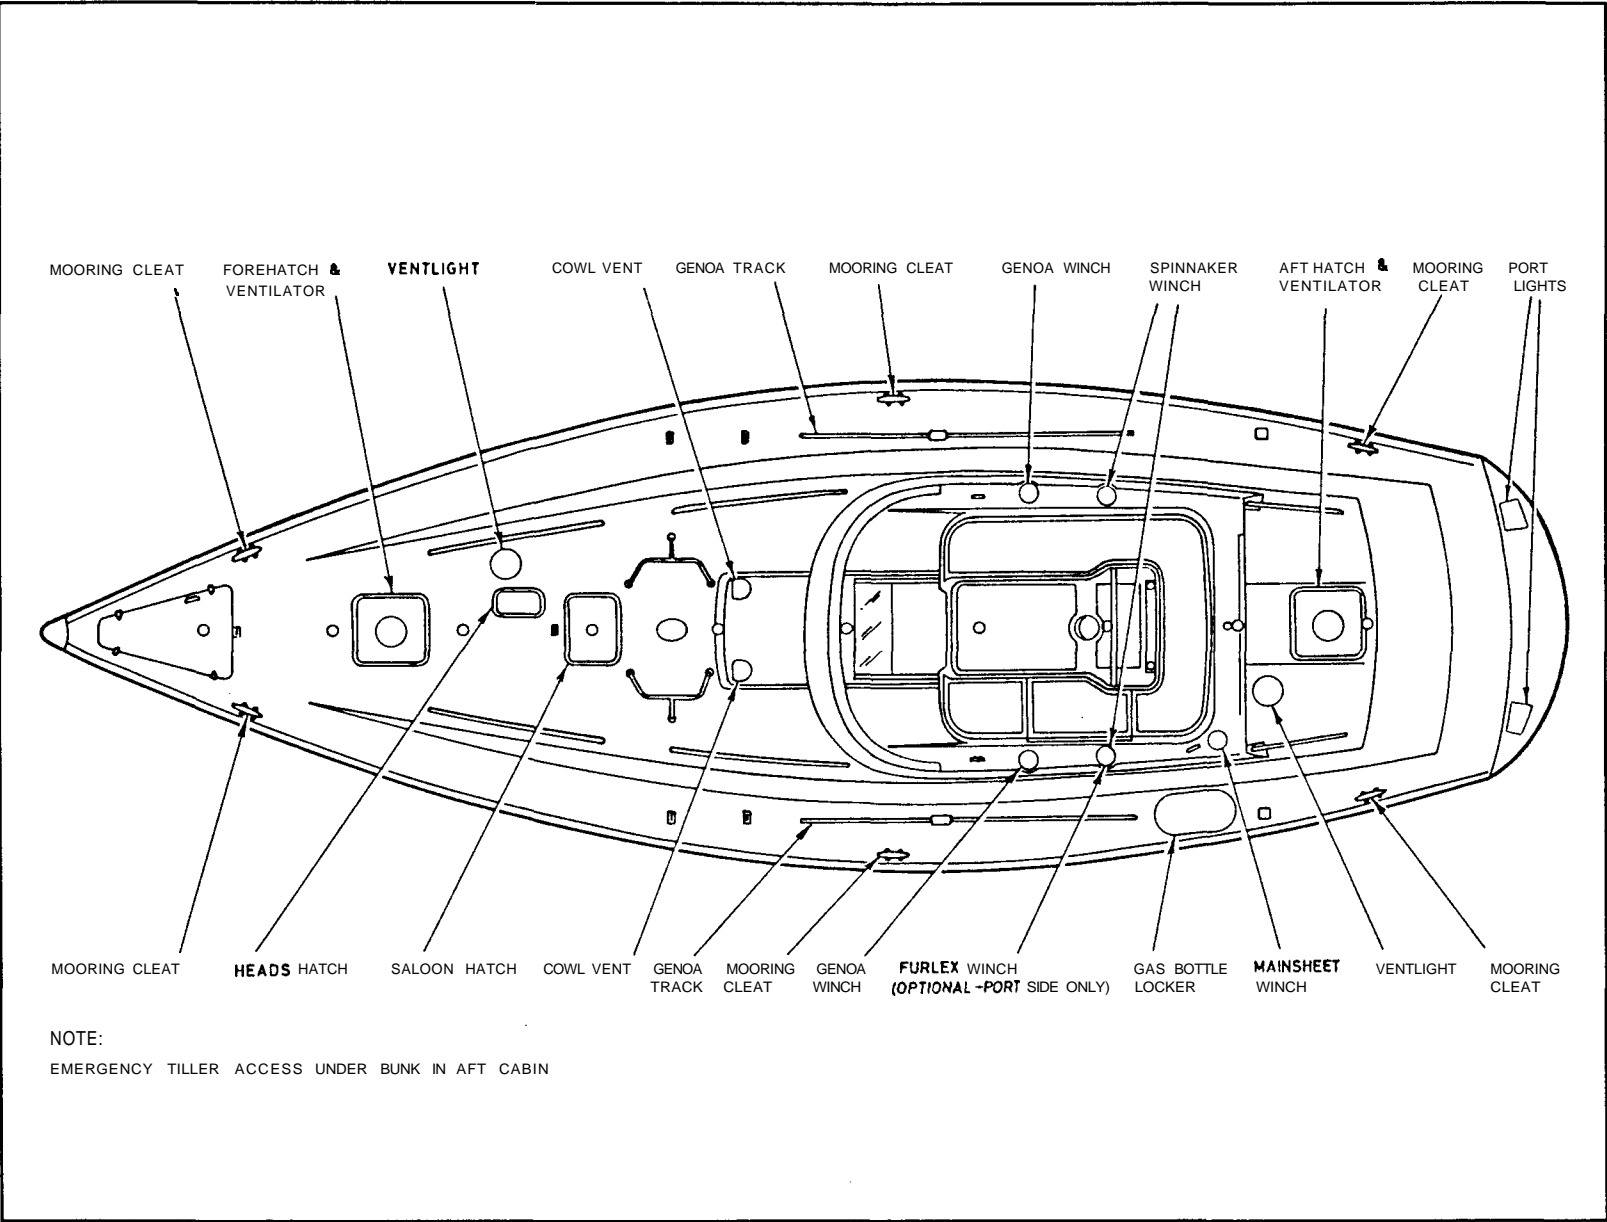 MOORING CLEAT
FOREHATCH &
VENTILATOR
VENTLIGHT
COWL VENT
GENOA TRACK
MOORING CLEAT
GENOA WINCH
SPINNAKER
WINCH
AFT HATCH &
VENTILATOR
MOORING
CLEAT
PORT
LIGHTS
MOORING CLEAT
HEADS HATCH
SALOON HATCH
COWL VENT
GENOA
TRACK
MOORING
CLEAT
GENOA
WINCH
FURLEX WINCH
(OPTIONAL -PORT SIDE ONLY)
GAS BOTTLE
LOCKER
MAINSHEET
WINCH
VENTLIGHT
MOORING
CLEAT
NOTE:
EMERGENCY TILLER ACCESS UNDER BUNK IN AFT CABIN